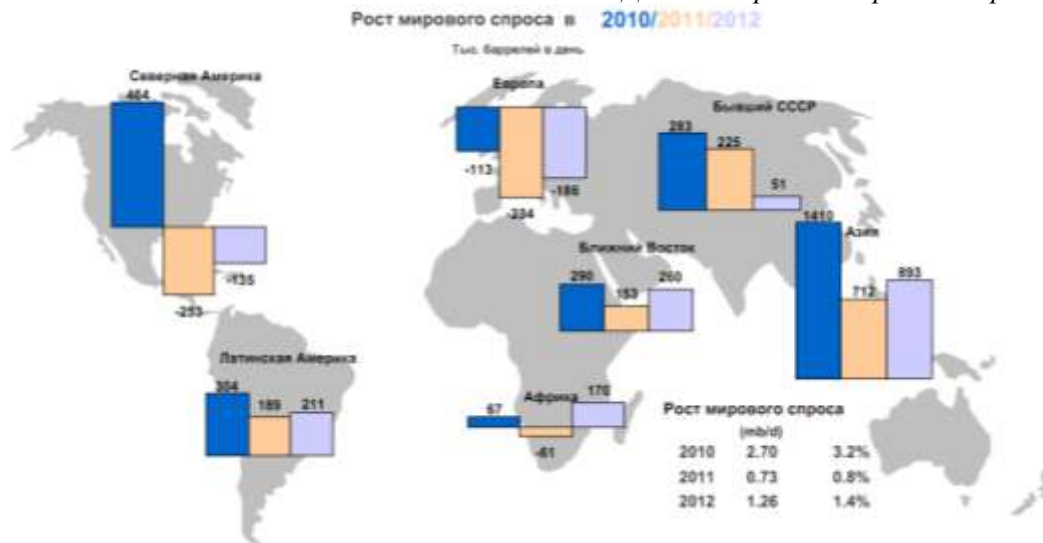 Рост мирового спроса в 2010/2011/2012
Тыс. баррелей в день
Северная Америка
464
-253
-135
Европа
-113
-234
-186
Бывший СССР
293
225
51
Азия
1410
712
893
Ближний Восток
290
153
260
Латинская Америка
304
189
211
Африка
67
-61
170
Рост мирового спроса
(mb/d)
2010 2.70 3.2%
2011 0.73 0.8%
2012 1.26 1.4%